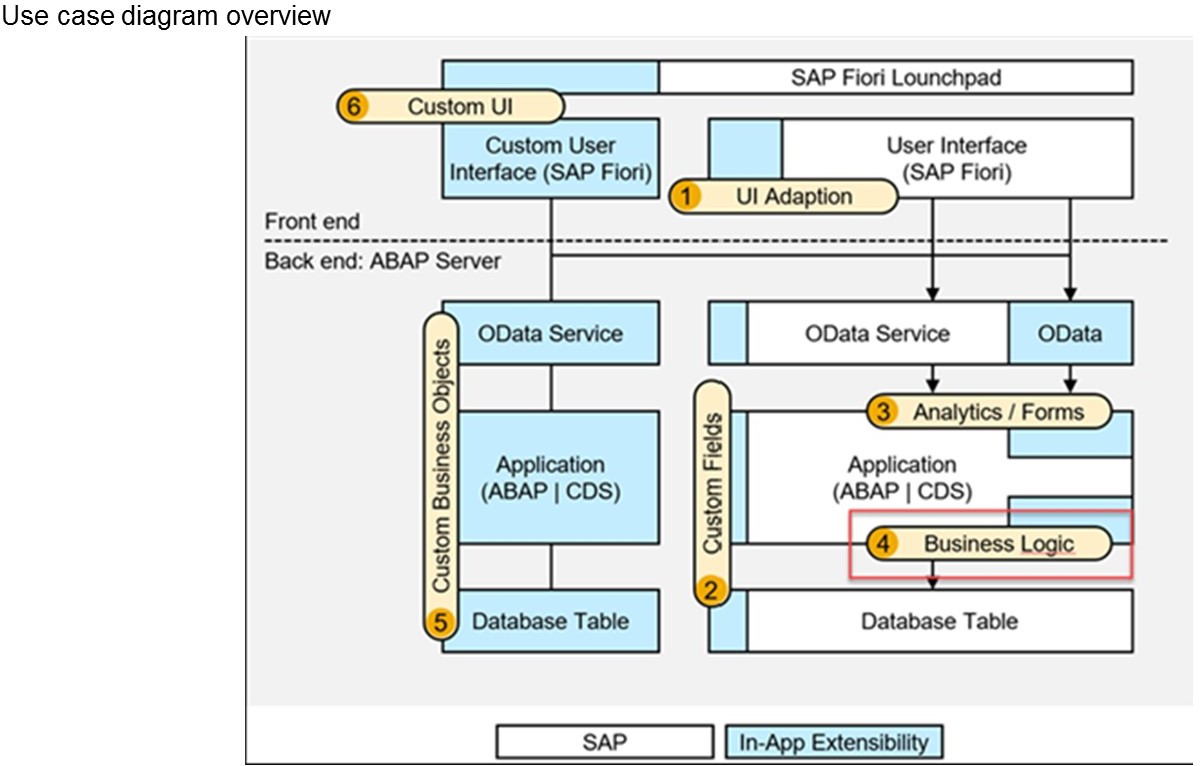 Use case diagram overview
SAP Fiori Lounchpad
6 Custom UI
Custom User
Interface (SAP Fiori)
User Interface
(SAP Fiori)
1 UI Adaption
Front end
Back end: ABAP Server
OData Service
OData Service
OData
5 Custom Business Objects
2 Custom Fields
3 Analytics / Forms
Application
(ABAP | CDS)
Application
(ABAP | CDS)
4 Business Logic
Database Table
Database Table
SAP
In-App Extensibility